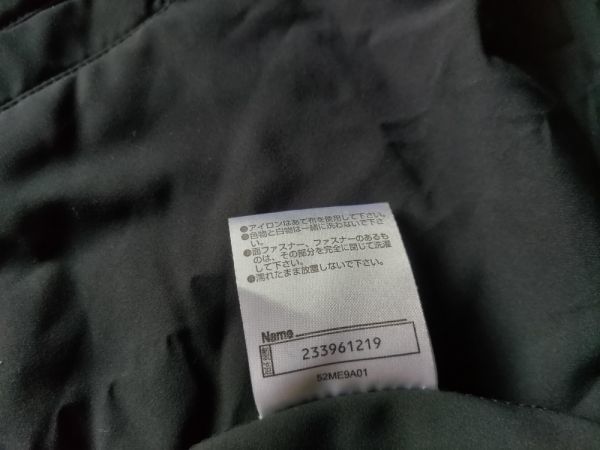 ●アイロンはあて布を使用して下さい。
●色物と白物は一緒に洗わないで下さ
い。
●面ファスナー、ファスナーのあるも
のは、その部分を完全に閉じて洗濯
して下さい。
●濡れたまま放置しないで下さい。
Name
233961219
52ME9A01